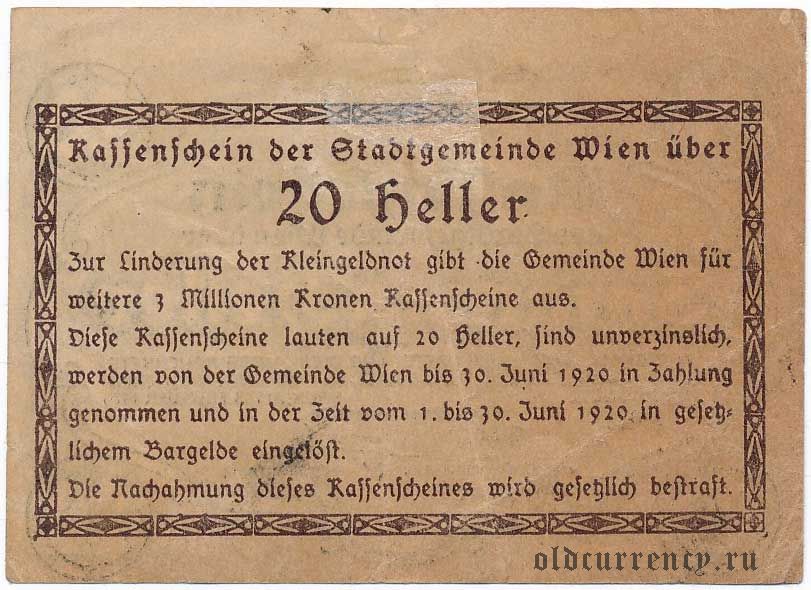 Kassenschein der Stadtgemeinde Wien über
20 Heller
Zur Linderung der Kleingeldnot gibt die Gemeinde Wien für
weitere 3 Millionen Kronen Kassenscheine aus.
Diese Kassenscheine lauten auf 20 Heller, sind unverzinslich,
werden von der Gemeinde Wien bis 30. Juni 1920 in Zahlung
genommen und in der Zeit vom 1. bis 30. Juni 1920 in gesetz-
lichem Bargelde eingelöst.
Die Nachahmung dieses Kassenscheines wird gesetzlich bestraft.
oldcurrency.ru